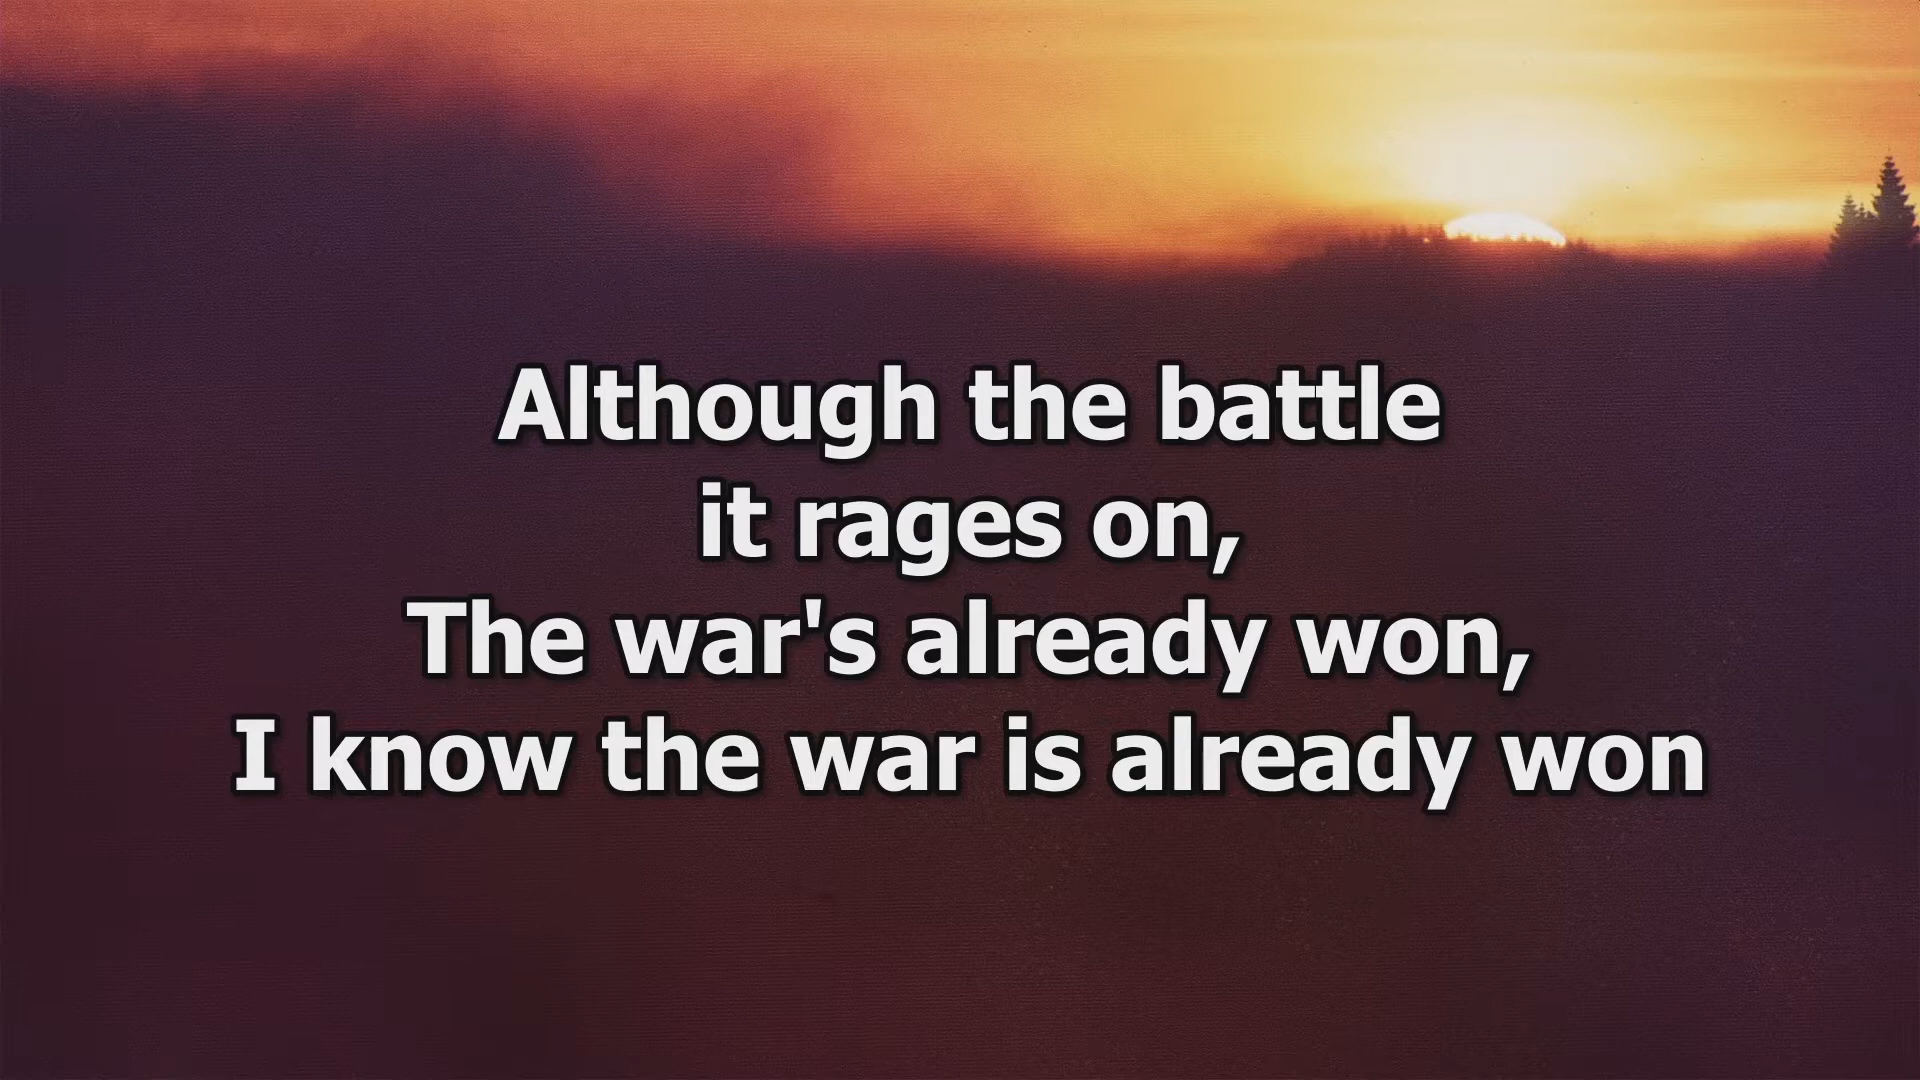 Although the battle
it rages on,
The war's already won,
I know the war is already won